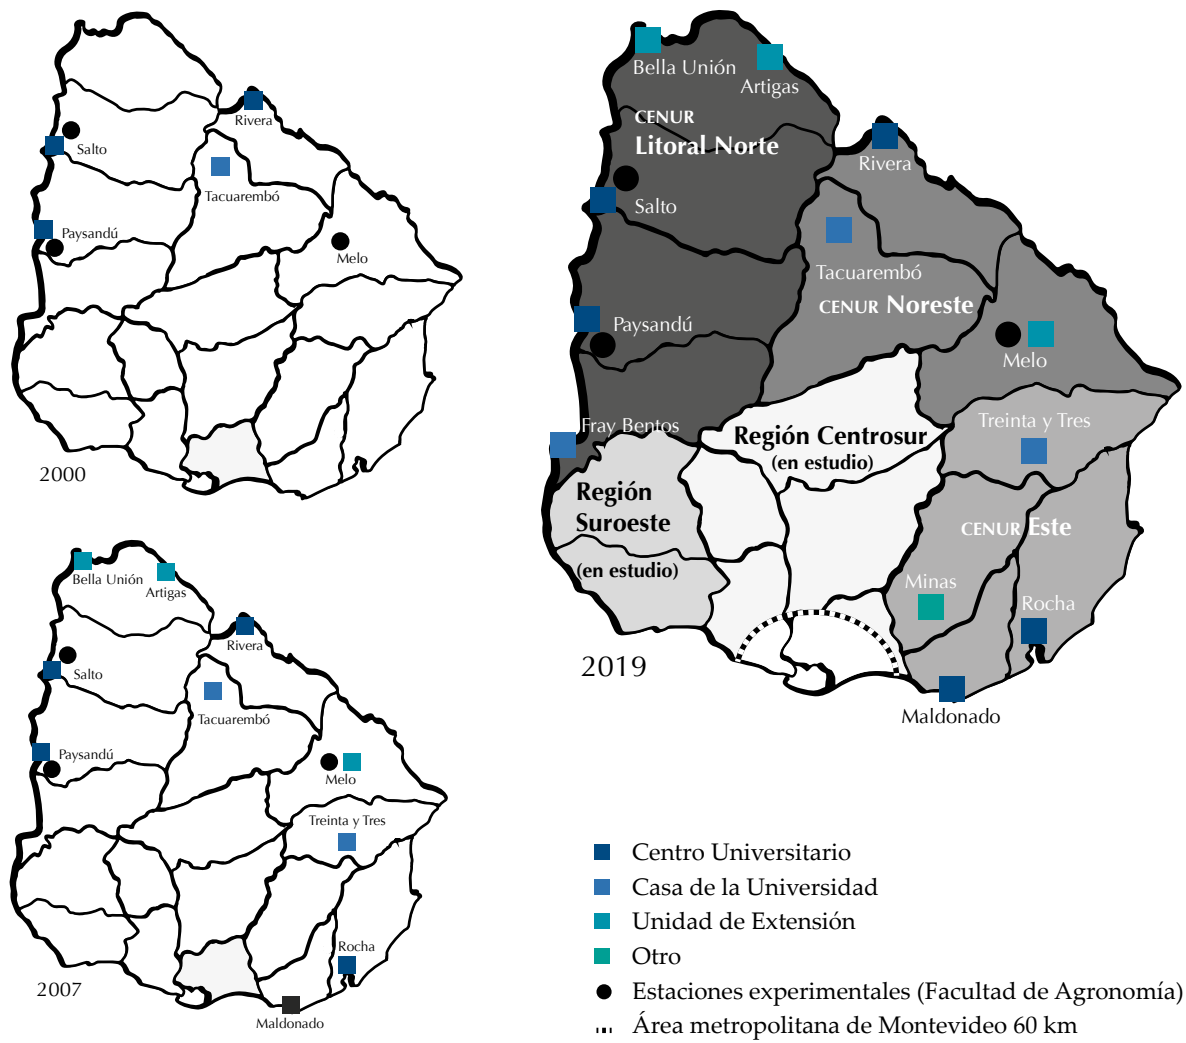 Rivera
Salto
Tacuarembó
Paysandú
Melo
2000
Bella Unión
Artigas
Rivera
Salto
Tacuarembó
Paysandú
Melo
Treinta y Tres
Rocha
2007
Maldonado
Bella Unión
Artigas
CENUR
Litoral Norte
Rivera
Salto
Tacuarembó
CENUR Noreste
Paysandú
Melo
Fray Bentos
Treinta y Tres
Región Centrosur
(en estudio)
Región
Suroeste
(en estudio)
CENUR Este
Minas
Rocha
2019
Maldonado
Centro Universitario
Casa de la Universidad
Unidad de Extensión
Otro
Estaciones experimentales (Facultad de Agronomía)
Área metropolitana de Montevideo 60 km